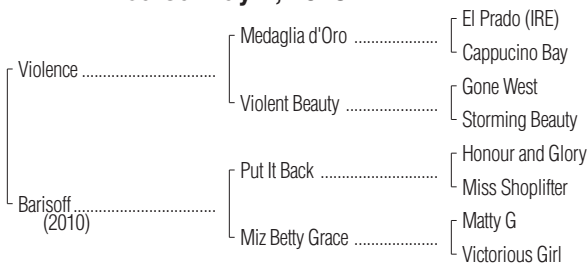 El Prado (IRE)
Medaglia d'Oro ....................
Cappucino Bay
Violence ................................
Gone West
Violent Beauty ......................
Storming Beauty
Honour and Glory
Put It Back ............................
Miss Shoplifter
Barisoff ..................................
(2010)
Matty G
Miz Betty Grace ....................
Victorious Girl